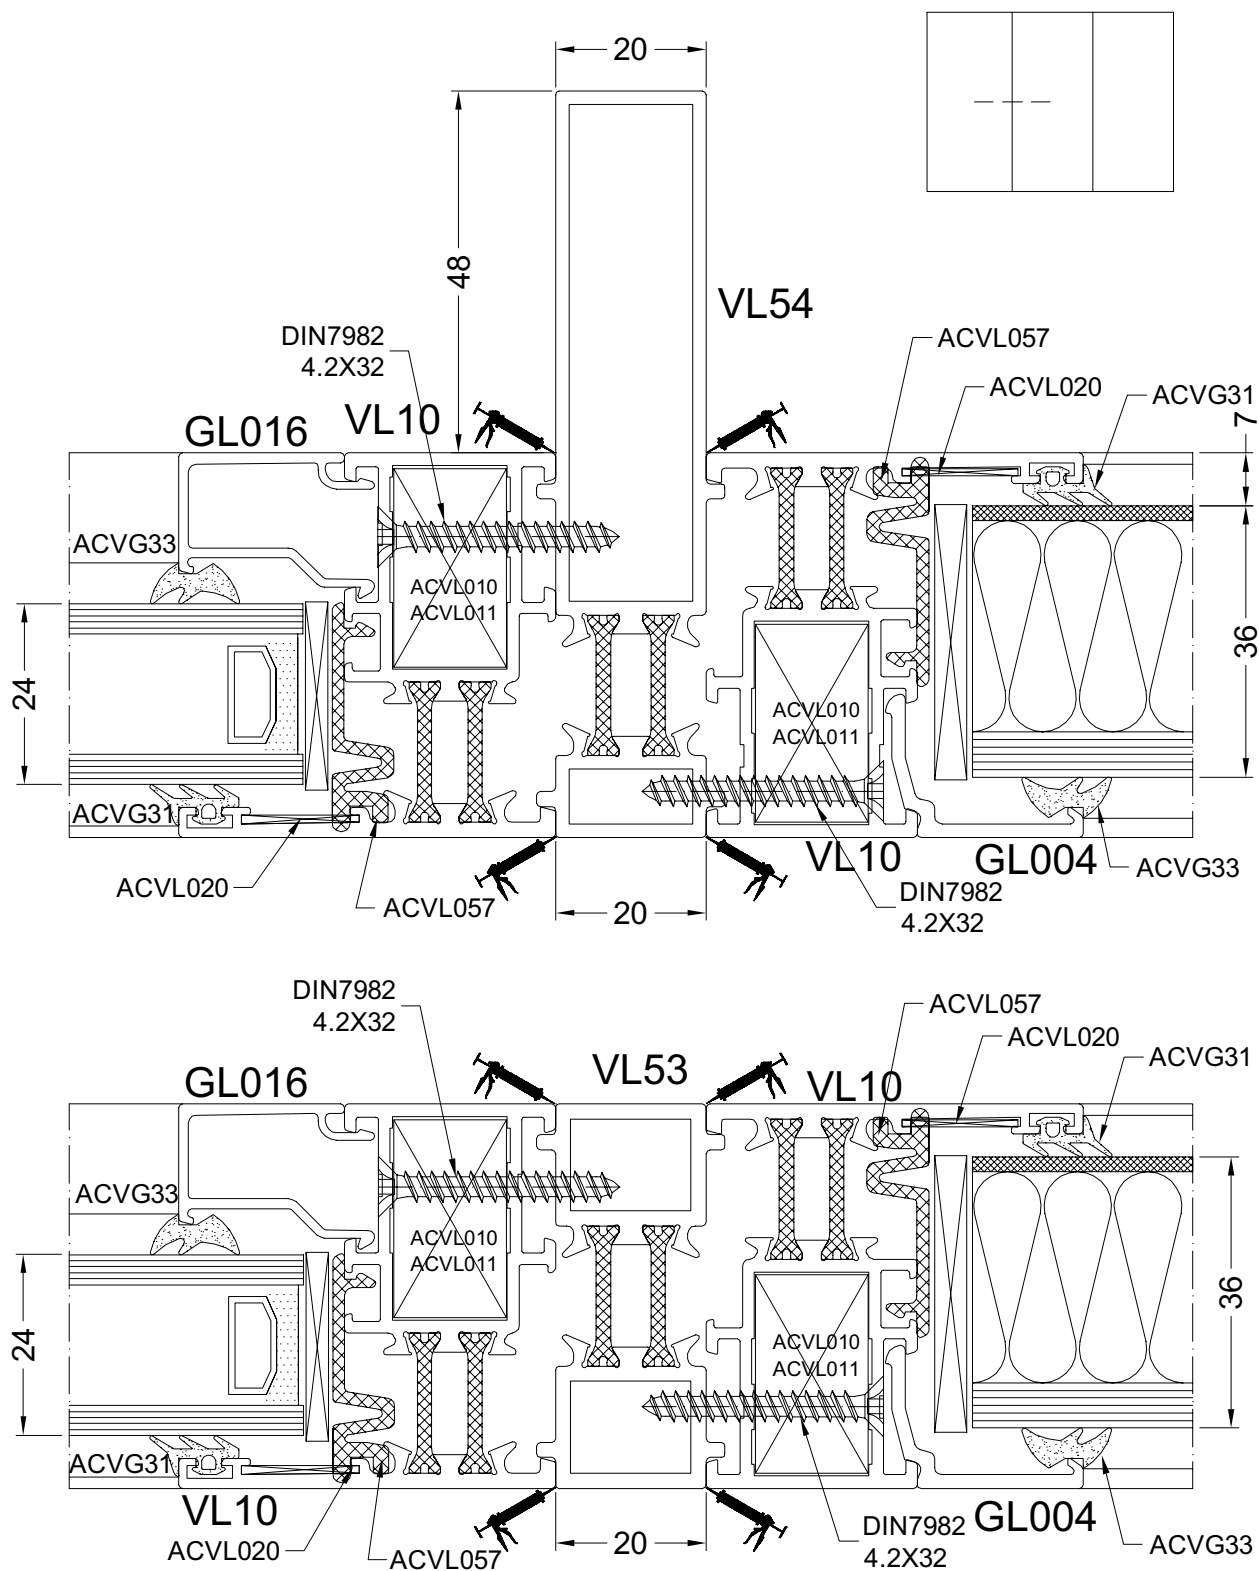 20
48
VL54
DIN7982
4.2X32
ACVL057
ACVL020
ACVG31
7
GL016
VL10
ACVG33
ACVL010
ACVL011
36
24
ACVL010
ACVL011
ACVG31
VL10
GL004
ACVG33
ACVL020
ACVL057
20
DIN7982
4.2X32
DIN7982
4.2X32
ACVL057
ACVL020
ACVG31
GL016
VL53
VL10
ACVG33
ACVL010
ACVL011
36
24
ACVL010
ACVL011
ACVG31
VL10
GL004
DIN7982
4.2X32
ACVG33
ACVL020
ACVL057
20